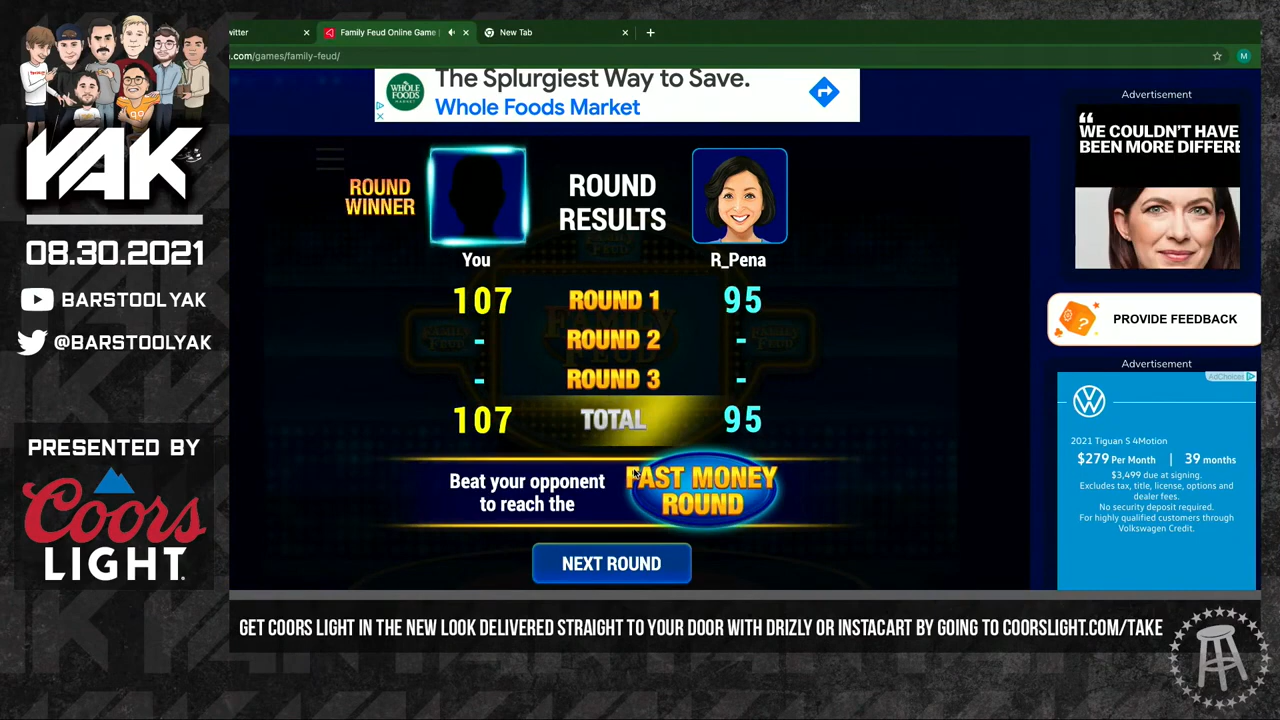 YAK
08.30.2021
BARSTOOLYAK
@BARSTOOLYAK
PRESENTED BY
Coors
LIGHT
witter
Family Feud Online Game
New Tab
a.com/games/family-feud/
M
WHOLE
FOODS
MARKET
The Splurgiest Way to Save.
Whole Foods Market
ROUND
WINNER
ROUND
RESULTS
You
R_Pena
107 ROUND 1 95
- ROUND 2 -
- ROUND 3 -
107 TOTAL 95
Beat your opponent
to reach the
FAST MONEY
ROUND
NEXT ROUND
Advertisement
“
WE COULDN'T HAVE
BEEN MORE DIFFERE
PROVIDE FEEDBACK
Advertisement
AdChoices
2021 Tiguan S 4Motion
$279 Per Month | 39 months
$3,499 due at signing.
Excludes tax, title, license, options and
dealer fees.
No security deposit required.
For highly qualified customers through
Volkswagen Credit.
GET COORS LIGHT IN THE NEW LOOK DELIVERED STRAIGHT TO YOUR DOOR WITH DRIZLY OR INSTACART BY GOING TO COORSLIGHT.COM/TAKE